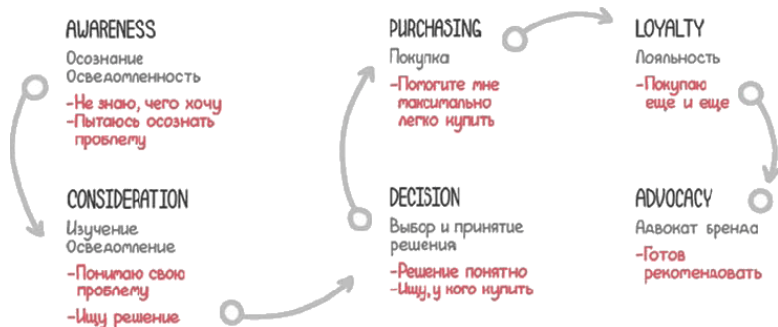 AWARENESS
Осознание
Осведомленность
-Не знаю, чего хочу
-Пытаюсь осознать
проблему
CONSIDERATION
Изучение
Осведомление
-Понимаю свою
проблему
-Ищу решение
DECISION
Выбор и принятие
решения
-Решение понятно
-Ищу, у кого купить
PURCHASING
Покупка
-Помогите мне
максимально
легко купить
LOYALTY
Лояльность
-Покупаю
еще и еще
ADVOCACY
Адвокат бренда
-Готов
рекомендовать